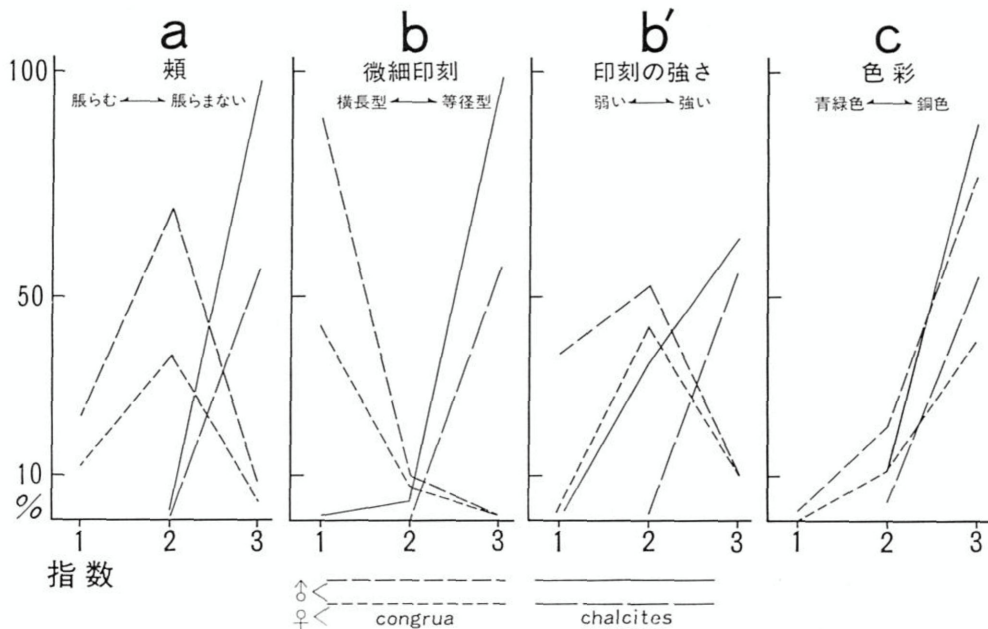 a b b′ c
頬 微細印刻 印刻の強さ 色彩
脹らむ ↔ 脹らまない 横長型 ↔ 等径型 弱い ↔ 強い 青緑色 ↔ 銅色
100
50
10
%
1 2 3 1 2 3 1 2 3 1 2 3
指数
♂
♀ congrua chalcites